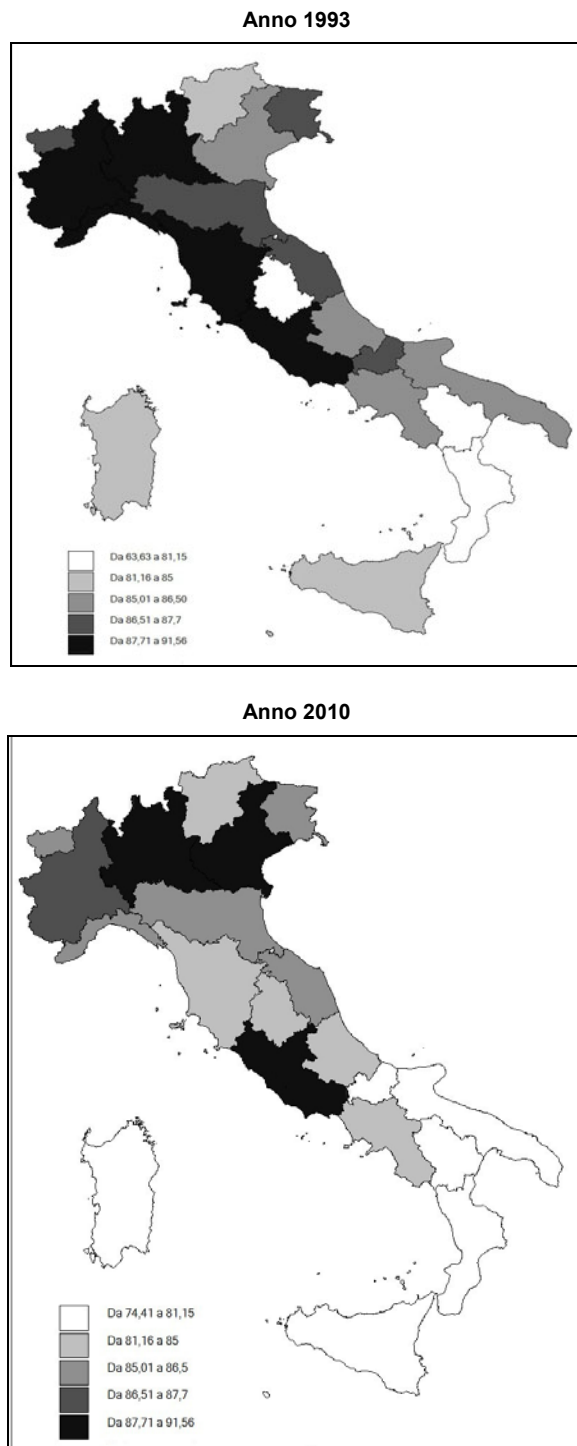 Anno 1993
Da 63,63 a 81,15
Da 81,16 a 85
Da 85,01 a 86,50
Da 86,51 a 87,7
Da 87,71 a 91,56
Anno 2010
Da 74,41 a 81,15
Da 81,16 a 85
Da 85,01 a 86,5
Da 86,51 a 87,7
Da 87,71 a 91,56